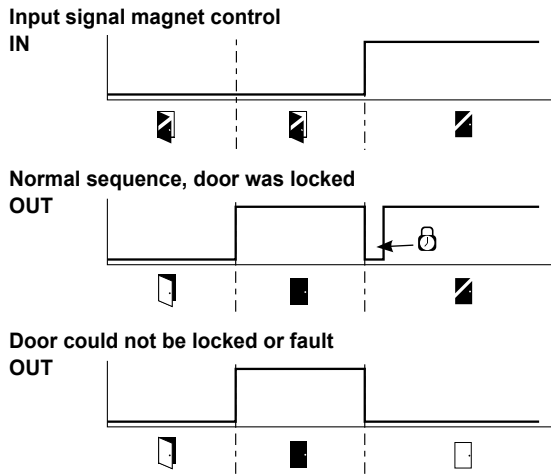 Input signal magnet control
IN
Normal sequence, door was locked
OUT
Door could not be locked or fault
OUT